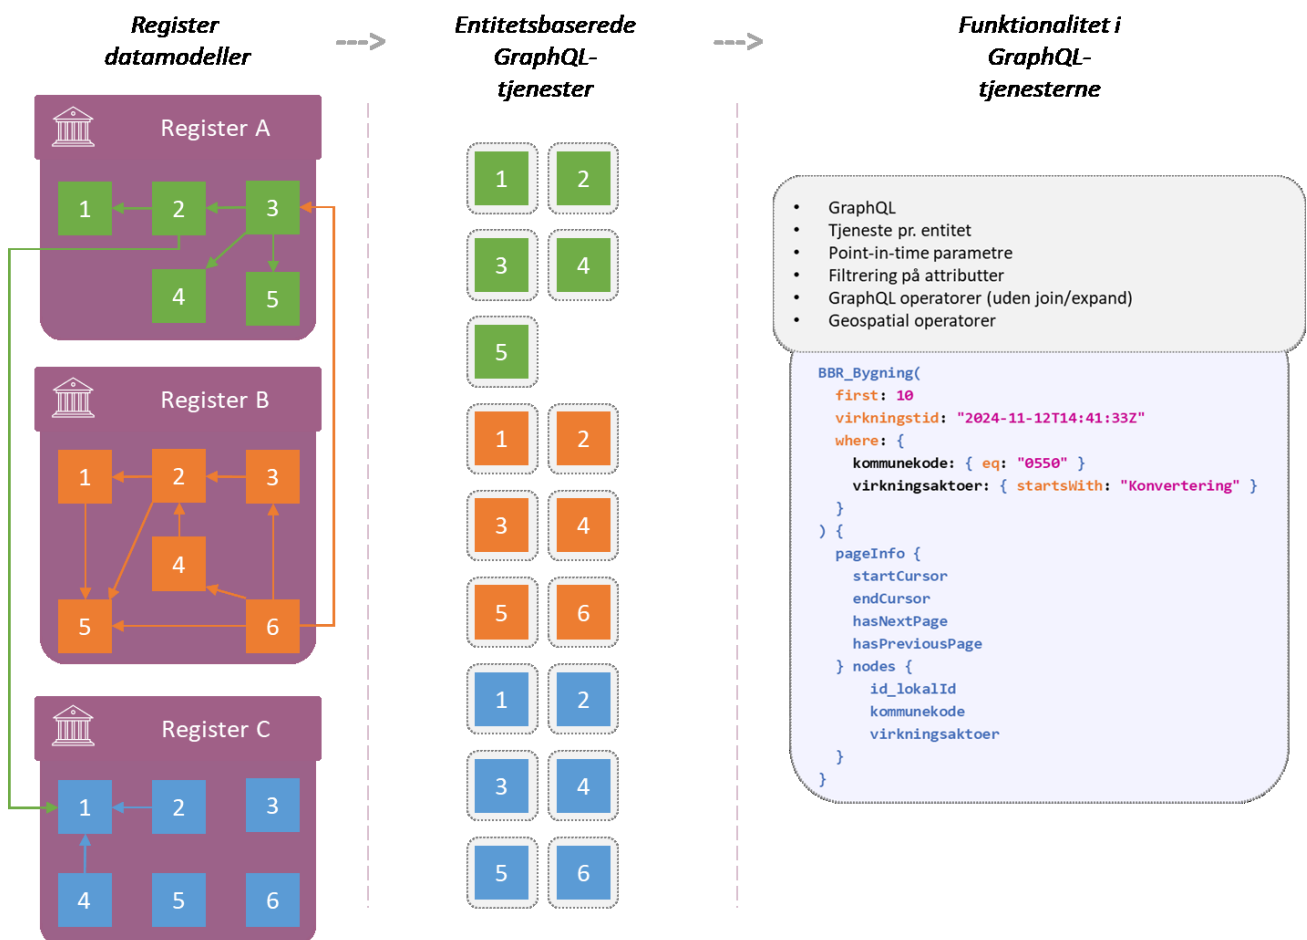 Register
datamodeller
Entitetsbaserede
GraphQL-
tjenester
Funktionalitet i
GraphQL-
tjenesterne
Register A
1 2 3
4 5
Register B
1 2 3
4
5 6
Register C
1 2 3
4 5 6
1 2
3 4
5
1 2
3 4
5 6
1 2
3 4
5 6
• GraphQL
• Tjeneste pr. entitet
• Point-in-time parametre
• Filtrering på attributter
• GraphQL operatorer (uden join/expand)
• Geospatial operatorer
BBR_Bygning(
first: 10
virkningstid: "2024-11-12T14:41:33Z"
where: {
kommunekode: { eq: "0550" }
virkningsaktoer: { startsWith: "Konvertering" }
}
) {
pageInfo {
startCursor
endCursor
hasNextPage
hasPreviousPage
} nodes {
id_lokalId
kommunekode
virkningsaktoer
}
}